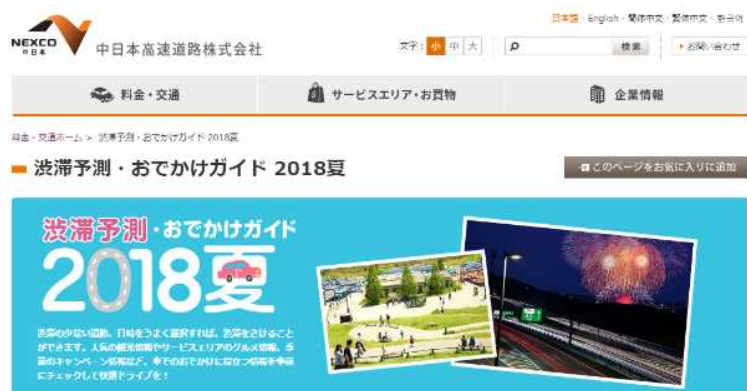 日本語 · English · 简体中文 · 繁體中文 · 한국어
NEXCO
中日本
中日本高速道路株式会社
文字： 小 中 大
検索
お問い合わせ
料金・交通
サービスエリア・お買物
企業情報
料金・交通ホーム > 渋滞予測・おでかけガイド 2018夏
渋滞予測・おでかけガイド 2018夏
このページをお気に入りに追加
渋滞予測・おでかけガイド
2018夏
渋滞の少ない道路、日時をうまく選択すれば、渋滞をさけること
ができます。人気の観光情報やサービスエリアのグルメ情報、季
節のキャンペーン情報など、車でのおでかけに役立つ情報を事前
にチェックして快適ドライブを！